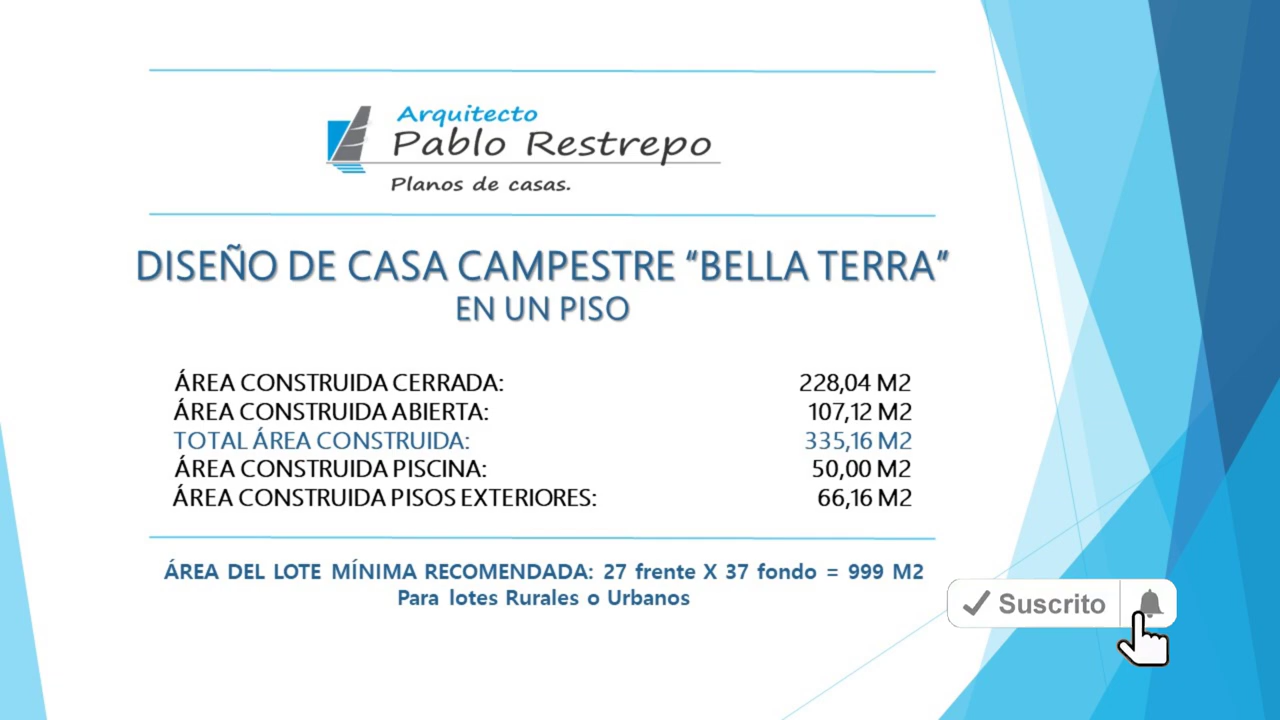 Arquitecto
Pablo Restrepo
Planos de casas.
DISEÑO DE CASA CAMPESTRE “BELLA TERRA”
EN UN PISO
ÁREA CONSTRUIDA CERRADA: 228,04 M2
ÁREA CONSTRUIDA ABIERTA: 107,12 M2
TOTAL ÁREA CONSTRUIDA: 335,16 M2
ÁREA CONSTRUIDA PISCINA: 50,00 M2
ÁREA CONSTRUIDA PISOS EXTERIORES: 66,16 M2
ÁREA DEL LOTE MÍNIMA RECOMENDADA: 27 frente X 37 fondo = 999 M2
Para lotes Rurales o Urbanos
Suscrito